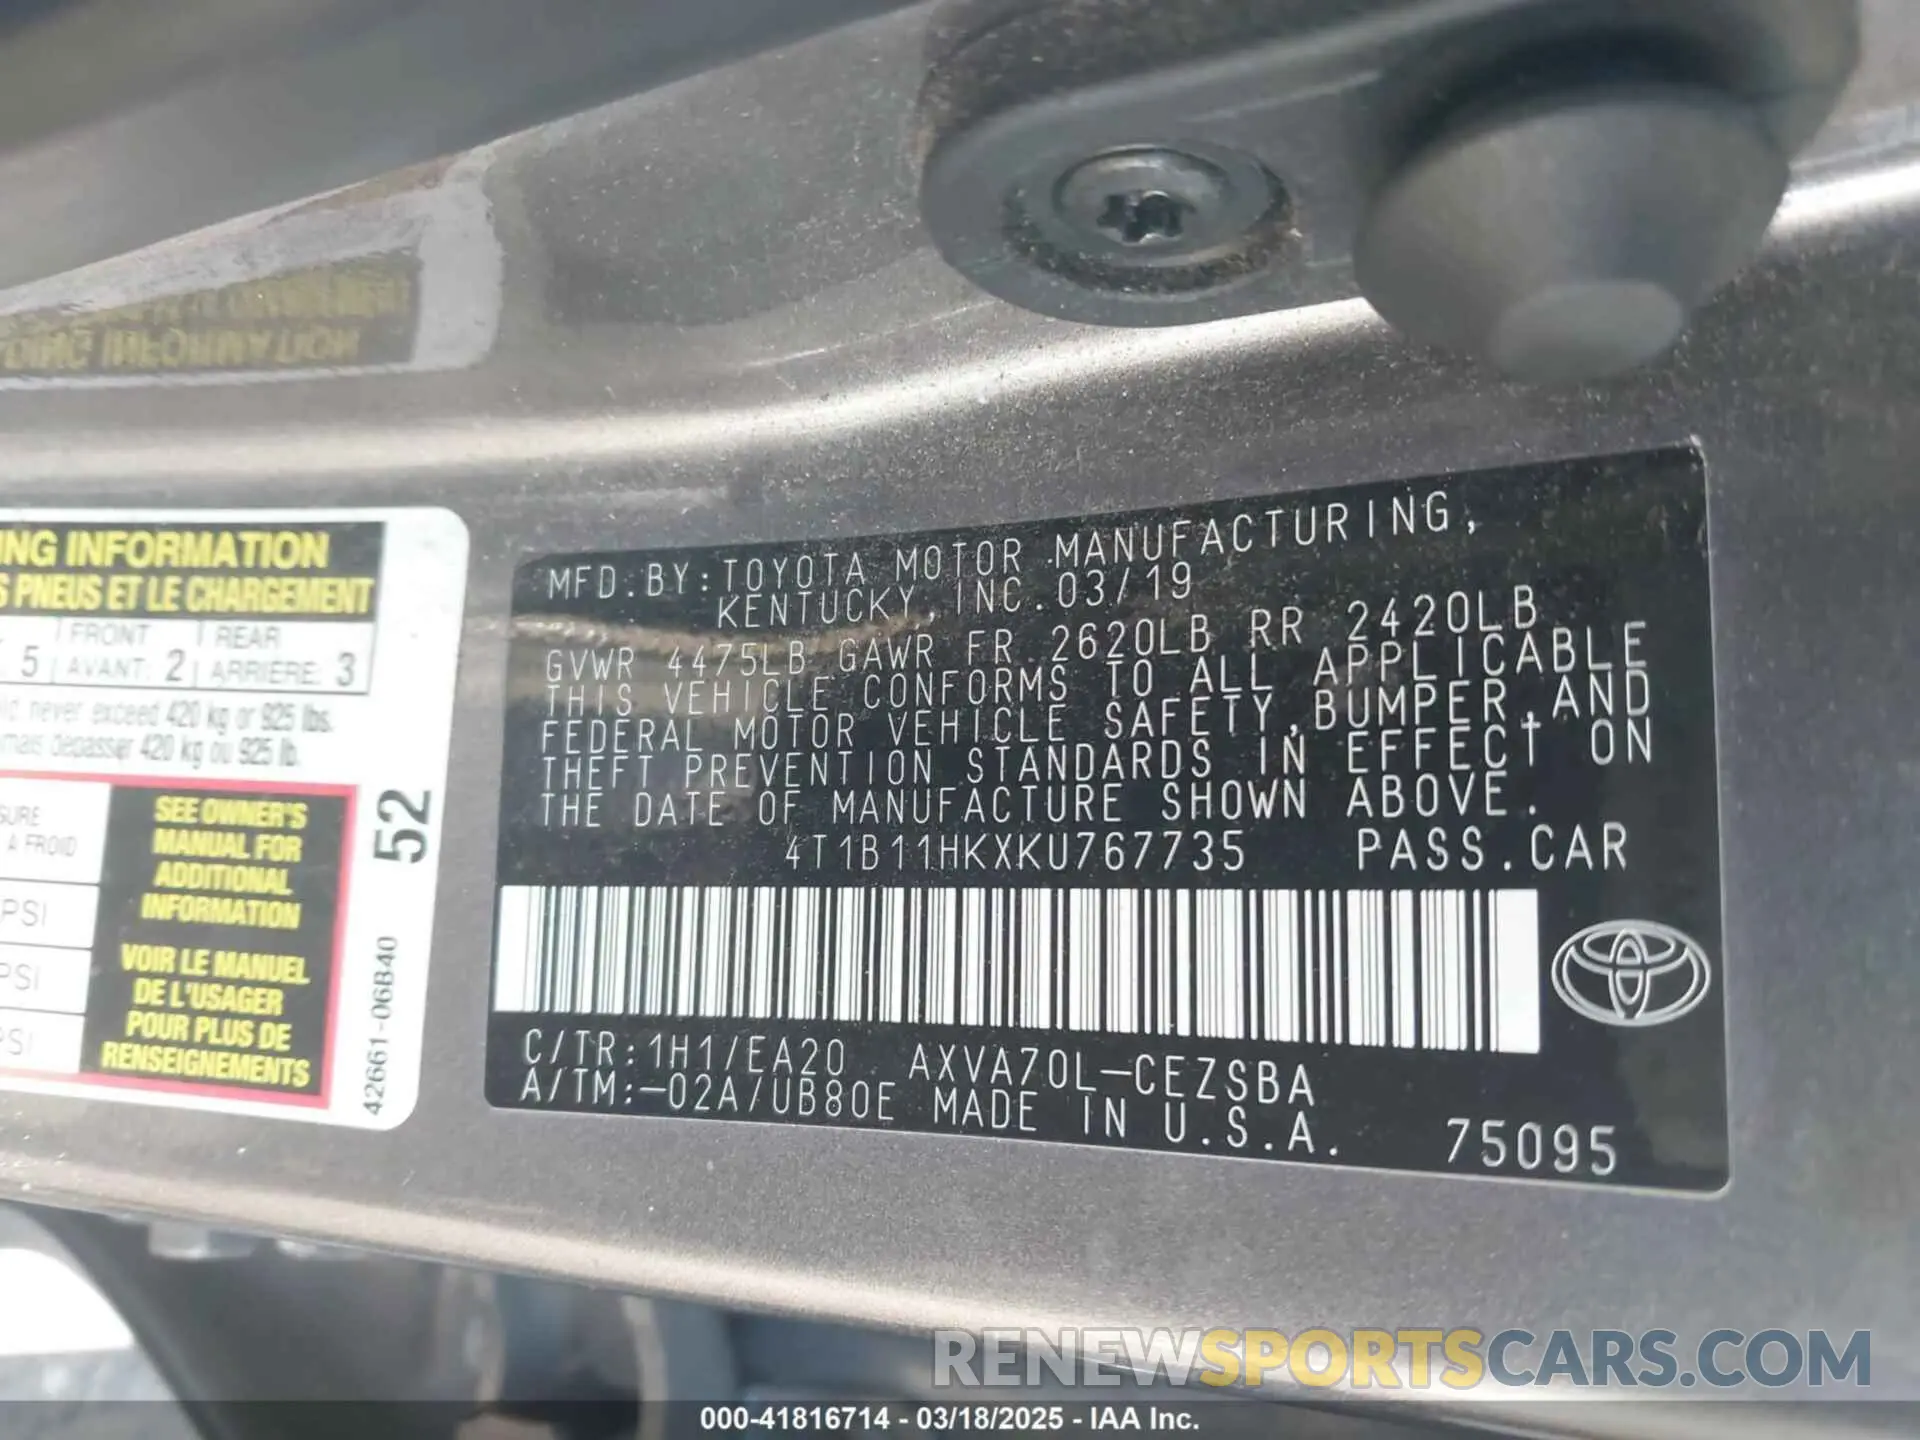 ING INFORMATION
S PNEUS ET LE CHARGEMENT
5 FRONT AVANT: 2 REAR ARRIÈRE: 3
never exceed 420 kg or 925 lbs.
mais dépasser 420 kg ou 925 lb.
SURE
A FROID
PSI
PSI
PSI
SEE OWNER'S
MANUAL FOR
ADDITIONAL
INFORMATION
VOIR LE MANUEL
DE L'USAGER
POUR PLUS DE
RENSEIGNEMENTS
52
42661-06B40
MFD.BY:TOYOTA MOTOR MANUFACTURING,
KENTUCKY, INC.03/19
GVWR 4475LB GAWR FR 2620LB RR 2420LB
THIS VEHICLE CONFORMS TO ALL APPLICABLE
FEDERAL MOTOR VEHICLE SAFETY,BUMPER,AND
THEFT PREVENTION STANDARDS IN EFFECT ON
THE DATE OF MANUFACTURE SHOWN ABOVE.
4T1B11HKXKU767735 PASS.CAR
C/TR:1H1/EA20 AXVA70L-CEZSBA
A/TM:-02A/UB80E MADE IN U.S.A.
75095
RENEWSPORTSCARS.COM
000-41816714 - 03/18/2025 - IAA Inc.